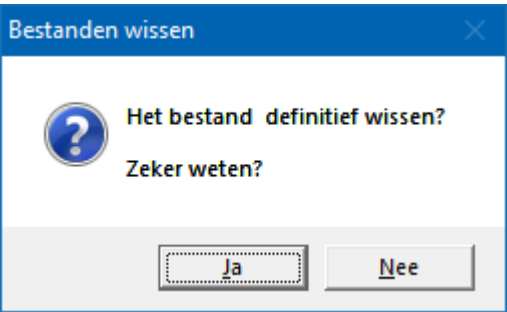 Bestanden wissen
Het bestand  definitief wissen?
Zeker weten?
Ja
Nee